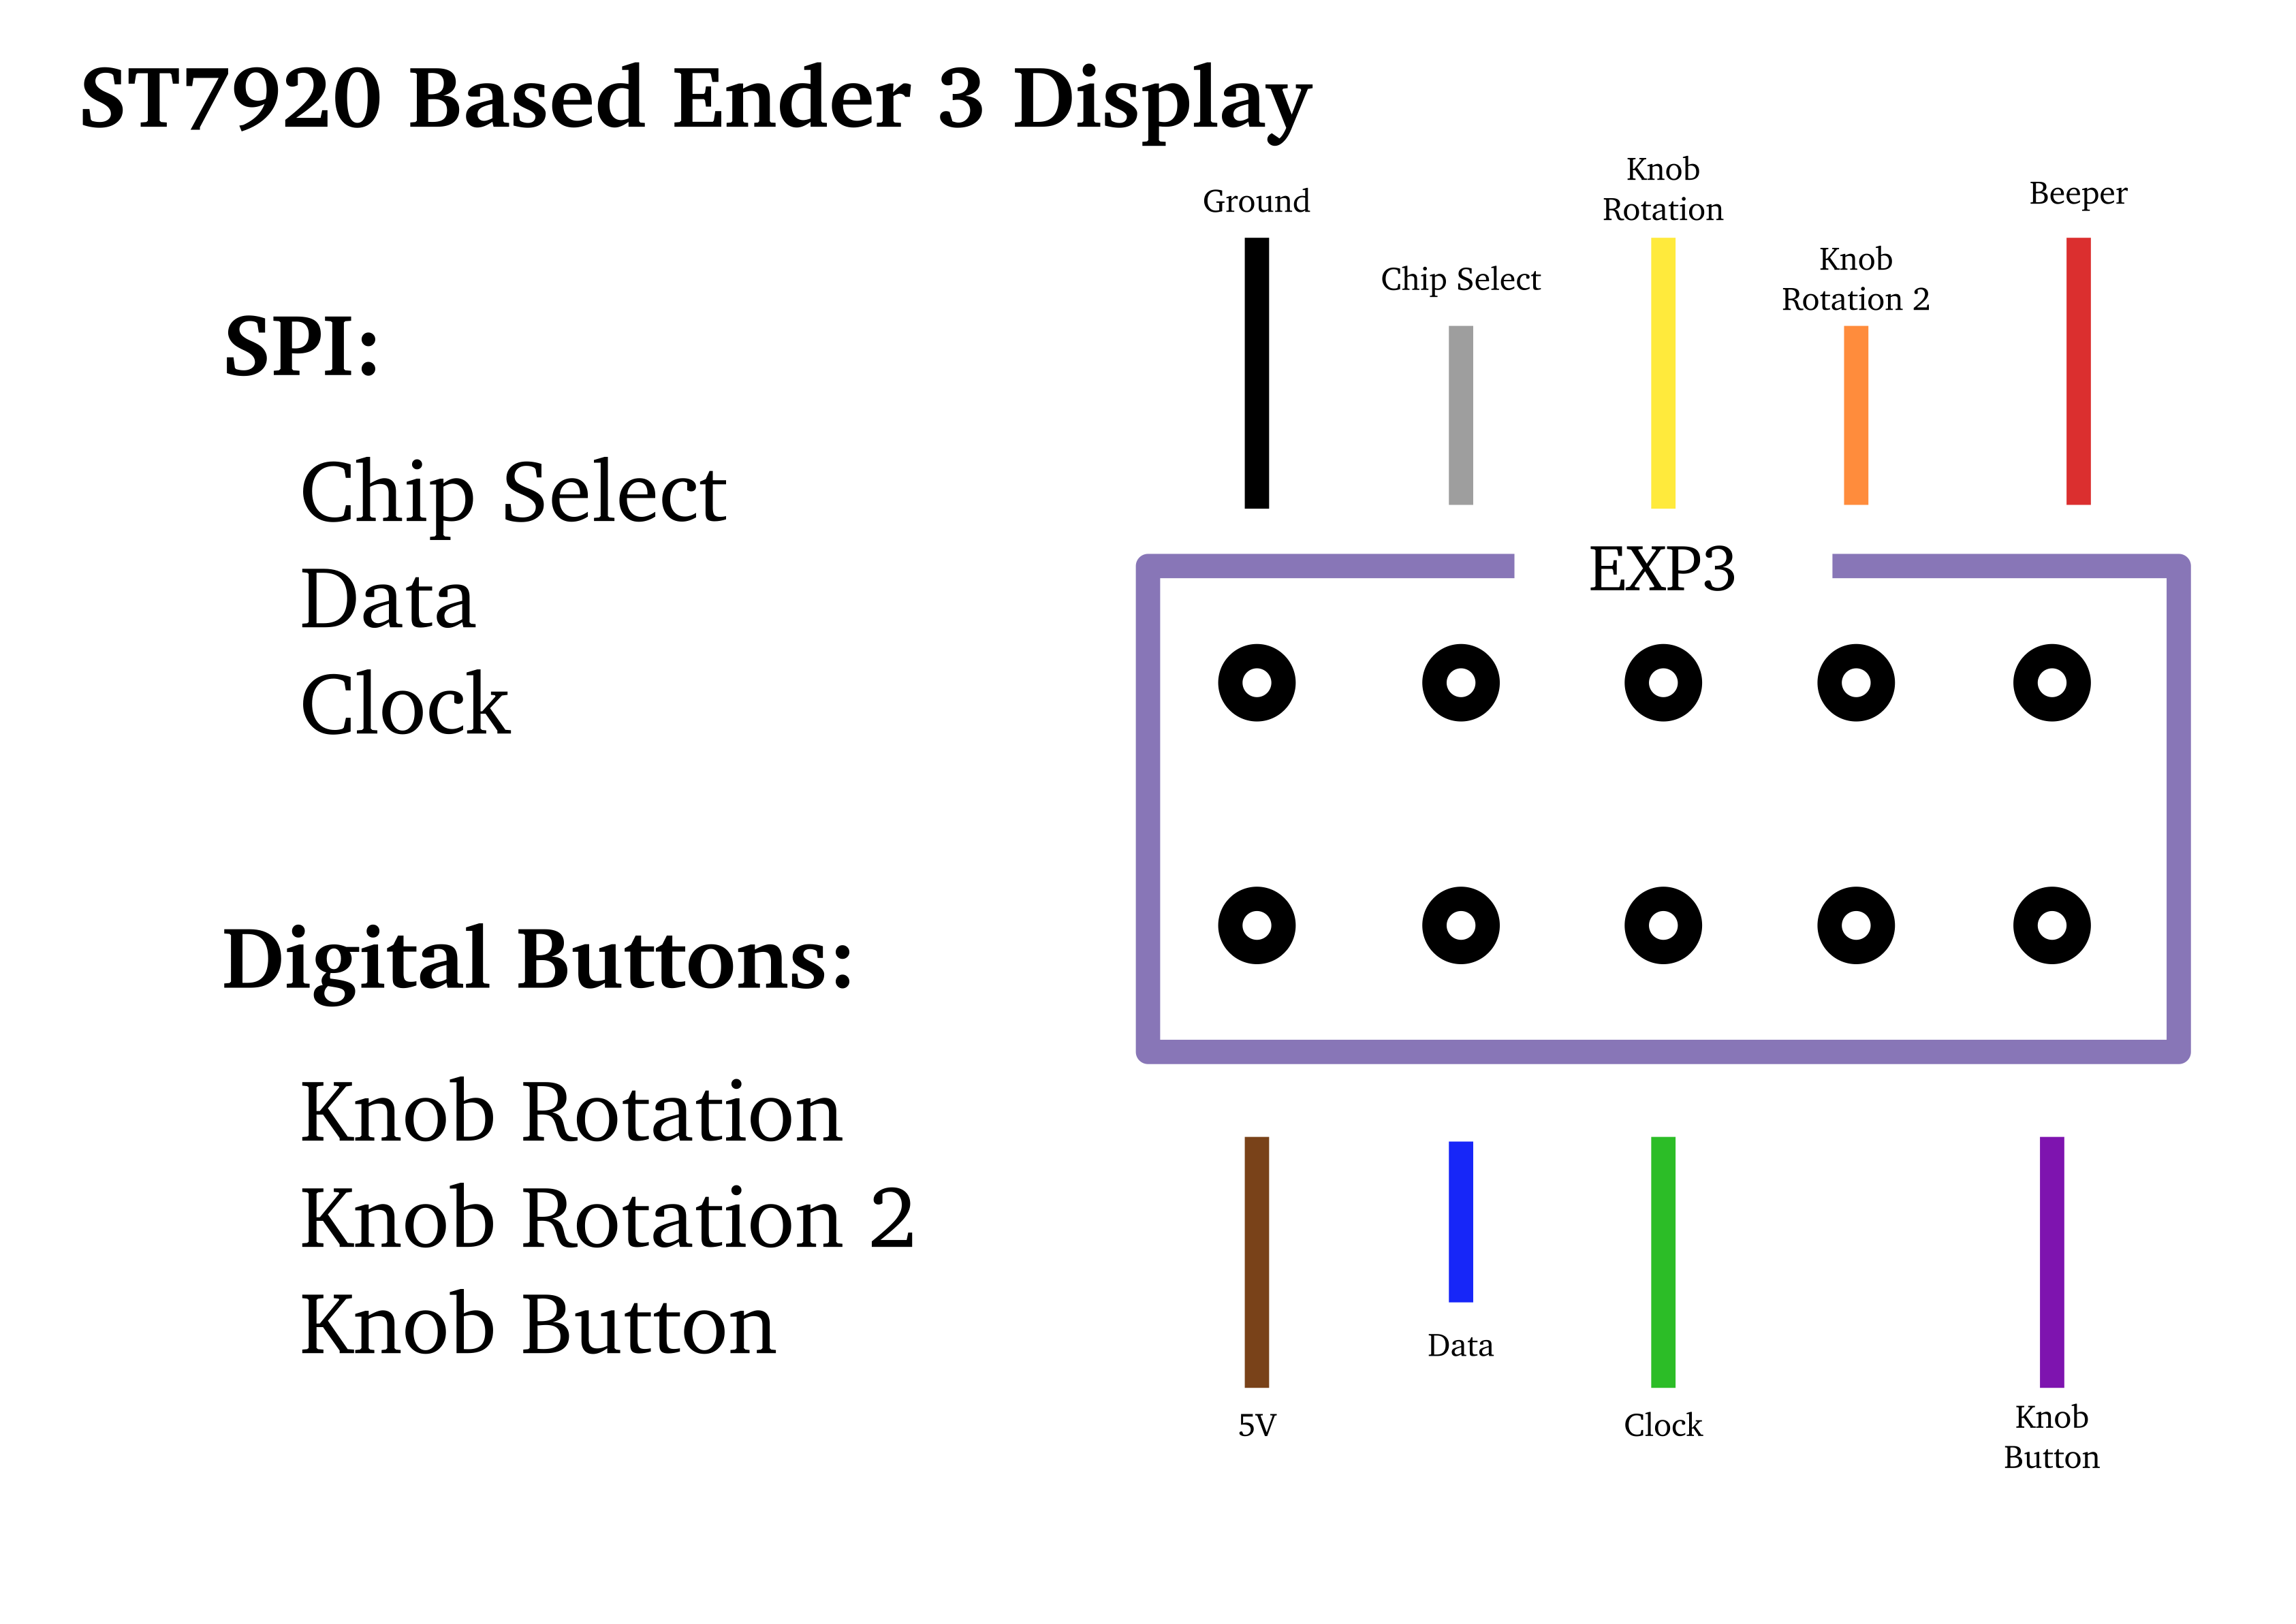 ST7920 Based Ender 3 Display
SPI:
Chip Select
Data
Clock
Digital Buttons:
Knob Rotation
Knob Rotation 2
Knob Button
Ground
Chip Select
Knob
Rotation
Knob
Rotation 2
Beeper
EXP3
5V
Data
Clock
Knob
Button